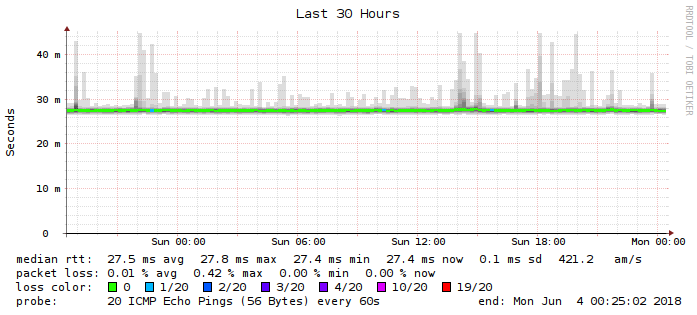 Last 30 Hours
RRDTOOL / TOBI OETIKER
Seconds
40 m
30 m
20 m
10 m
0
Sun 00:00 Sun 06:00 Sun 12:00 Sun 18:00 Mon 00:00
median rtt: 27.5 ms avg 27.8 ms max 27.4 ms min 27.4 ms now 0.1 ms sd 421.2 am/s
packet loss: 0.01 % avg 0.42 % max 0.00 % min 0.00 % now
loss color: 0 1/20 2/20 3/20 4/20 10/20 19/20
probe: 20 ICMP Echo Pings (56 Bytes) every 60s end: Mon Jun 4 00:25:02 2018